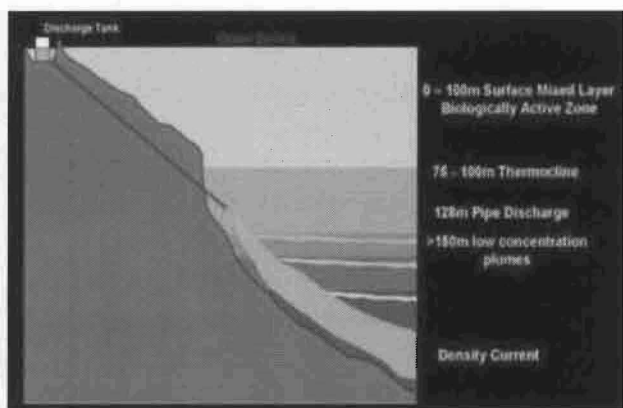 Discharge Tank
0 – 100m Surface Mixed Layer
Biologically Active Zone
75 – 100m Thermocline
128m Pipe Discharge
>150m low concentration
plumes
Density Current